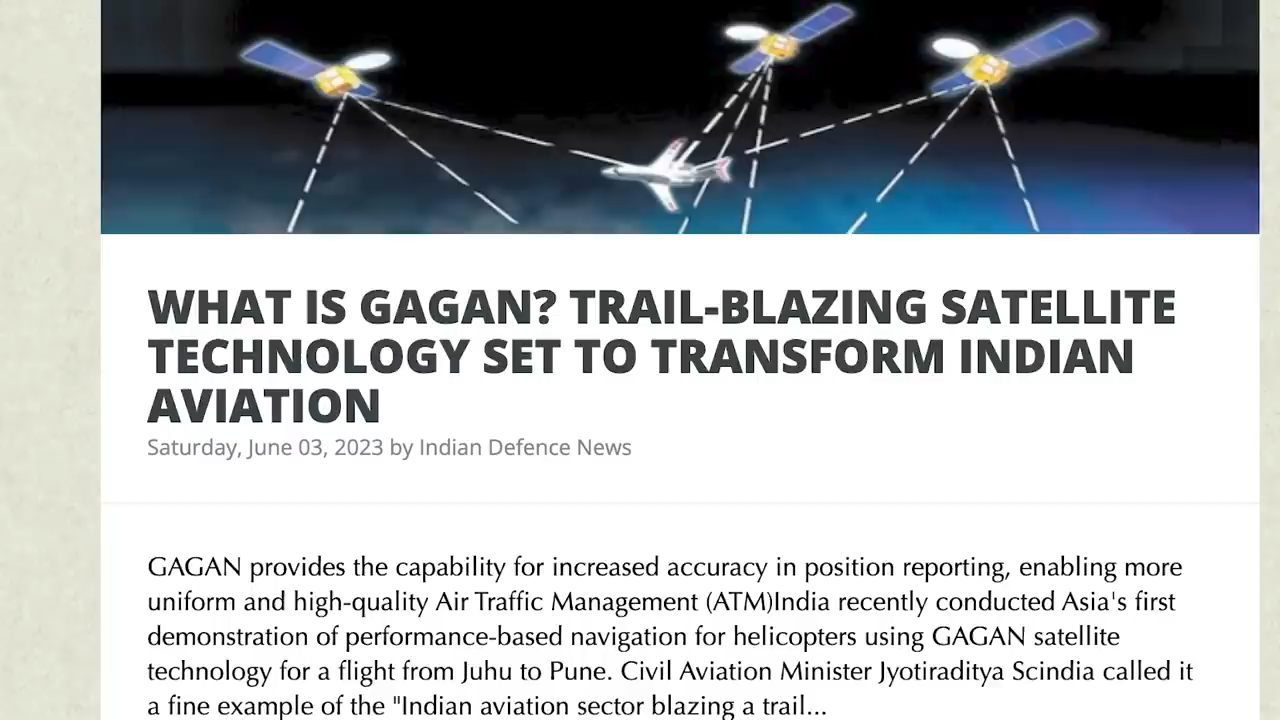 WHAT IS GAGAN? TRAIL-BLAZING SATELLITE
TECHNOLOGY SET TO TRANSFORM INDIAN
AVIATION
Saturday, June 03, 2023 by Indian Defence News
GAGAN provides the capability for increased accuracy in position reporting, enabling more
uniform and high-quality Air Traffic Management (ATM)India recently conducted Asia's first
demonstration of performance-based navigation for helicopters using GAGAN satellite
technology for a flight from Juhu to Pune. Civil Aviation Minister Jyotiraditya Scindia called it
a fine example of the "Indian aviation sector blazing a trail...